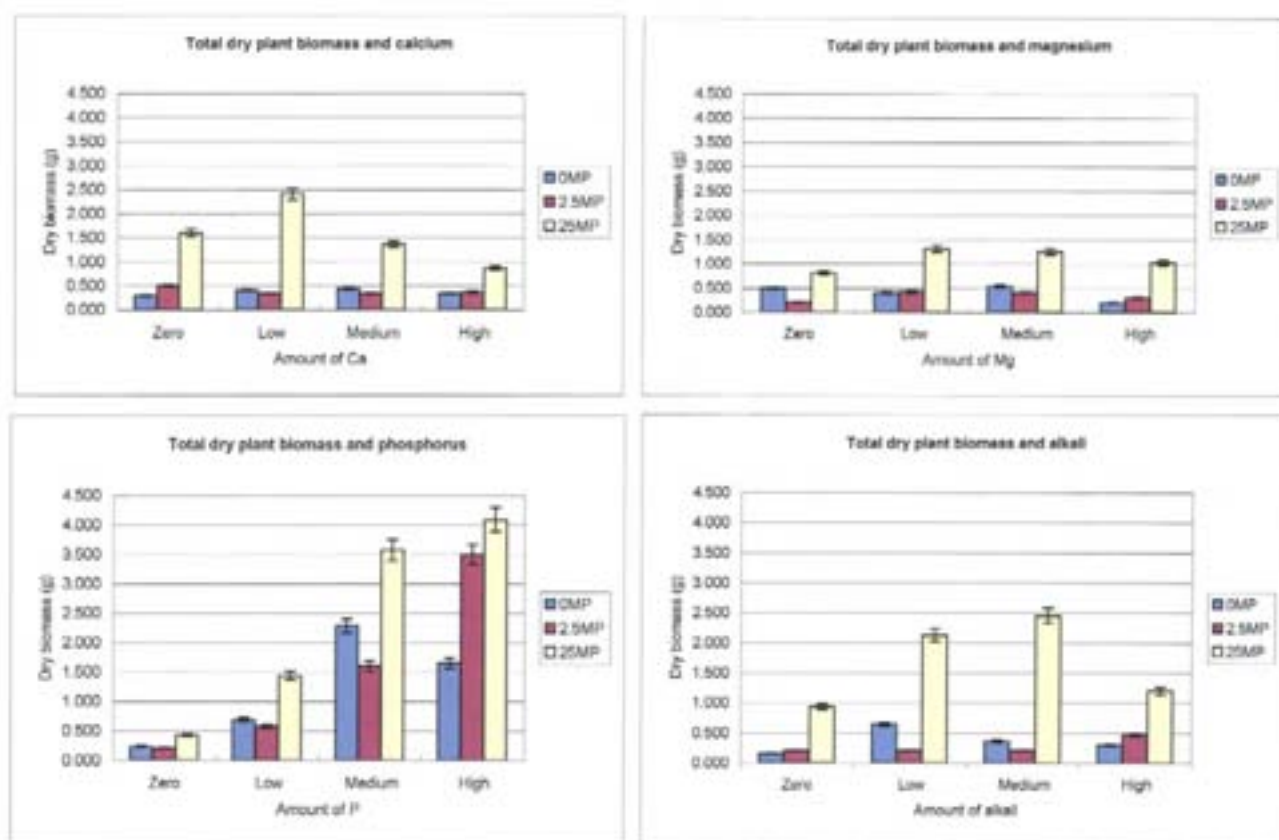 Total dry plant biomass and calcium
Dry biomass (g)
4.500
4.000
3.500
3.000
2.500
2.000
1.500
1.000
0.500
0.000
Zero Low Medium High
Amount of Ca
0MP
2.5MP
25MP
Total dry plant biomass and magnesium
Dry biomass (g)
4.500
4.000
3.500
3.000
2.500
2.000
1.500
1.000
0.500
0.000
Zero Low Medium High
Amount of Mg
0MP
2.5MP
25MP
Total dry plant biomass and phosphorus
Dry biomass (g)
4.500
4.000
3.500
3.000
2.500
2.000
1.500
1.000
0.500
0.000
Zero Low Medium High
Amount of P
0MP
2.5MP
25MP
Total dry plant biomass and alkali
Dry biomass (g)
4.500
4.000
3.500
3.000
2.500
2.000
1.500
1.000
0.500
0.000
Zero Low Medium High
Amount of alkali
0MP
2.5MP
25MP